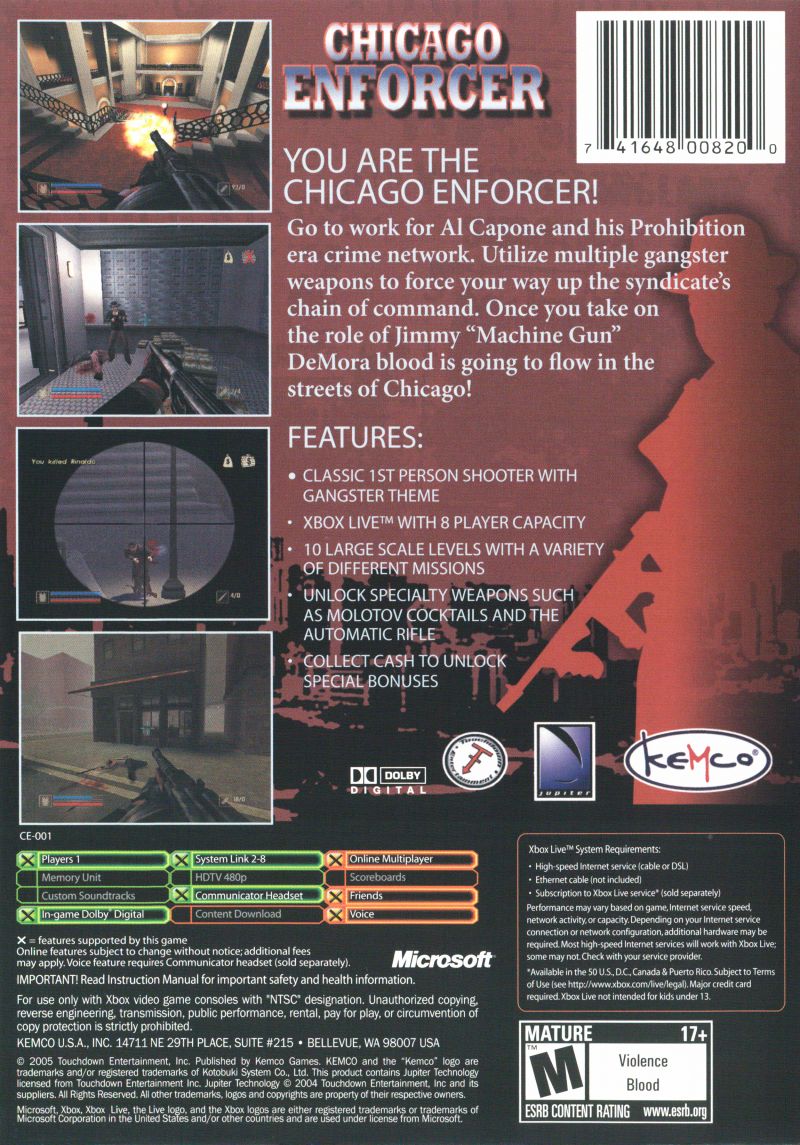 CHICAGO
ENFORCER
7 41648 00820 0
YOU ARE THE
CHICAGO ENFORCER!
Go to work for Al Capone and his Prohibition
era crime network. Utilize multiple gangster
weapons to force your way up the syndicate's
chain of command. Once you take on
the role of Jimmy “Machine Gun”
DeMora blood is going to flow in the
streets of Chicago!
FEATURES:
• CLASSIC 1ST PERSON SHOOTER WITH
GANGSTER THEME
• XBOX LIVE™ WITH 8 PLAYER CAPACITY
• 10 LARGE SCALE LEVELS WITH A VARIETY
OF DIFFERENT MISSIONS
• UNLOCK SPECIALTY WEAPONS SUCH
AS MOLOTOV COCKTAILS AND THE
AUTOMATIC RIFLE
• COLLECT CASH TO UNLOCK
SPECIAL BONUSES
You killed Rinaldo
4/0
18/0
DOLBY
DIGITAL
jupiter
KEMCO®
CE-001
Players 1
System Link 2-8
Online Multiplayer
Memory Unit
HDTV 480p
Scoreboards
Custom Soundtracks
Communicator Headset
Friends
In-game Dolby® Digital
Content Download
Voice
X = features supported by this game
Online features subject to change without notice; additional fees
may apply. Voice feature requires Communicator headset (sold separately).
Microsoft®
IMPORTANT! Read Instruction Manual for important safety and health information.
For use only with Xbox video game consoles with "NTSC" designation. Unauthorized copying,
reverse engineering, transmission, public performance, rental, pay for play, or circumvention of
copy protection is strictly prohibited.
KEMCO U.S.A., INC. 14711 NE 29TH PLACE, SUITE #215 • BELLEVUE, WA 98007 USA
© 2005 Touchdown Entertainment, Inc. Published by Kemco Games. KEMCO and the “Kemco” logo are
trademarks and/or registered trademarks of Kotobuki System Co., Ltd. This product contains Jupiter Technology
licensed from Touchdown Entertainment Inc. Jupiter Technology © 2004 Touchdown Entertainment, Inc and its
suppliers. All Rights Reserved. All other trademarks, logos and copyrights are property of their respective owners.
Microsoft, Xbox, Xbox Live, the Live logo, and the Xbox logos are either registered trademarks or trademarks of
Microsoft Corporation in the United States and/or other countries and are used under license from Microsoft.
Xbox Live™ System Requirements:
• High-speed Internet service (cable or DSL)
• Ethernet cable (not included)
• Subscription to Xbox Live service* (sold separately)
Performance may vary based on game, Internet service speed,
network activity, or capacity. Depending on your Internet service
connection or network configuration, additional hardware may be
required. Most high-speed Internet services will work with Xbox Live;
some may not. Check with your service provider.
*Available in the 50 U.S., D.C., Canada & Puerto Rico. Subject to Terms
of Use (see http://www.xbox.com/live/legal). Major credit card
required. Xbox Live not intended for kids under 13.
MATURE 17+
M
™
Violence
Blood
ESRB CONTENT RATING www.esrb.org